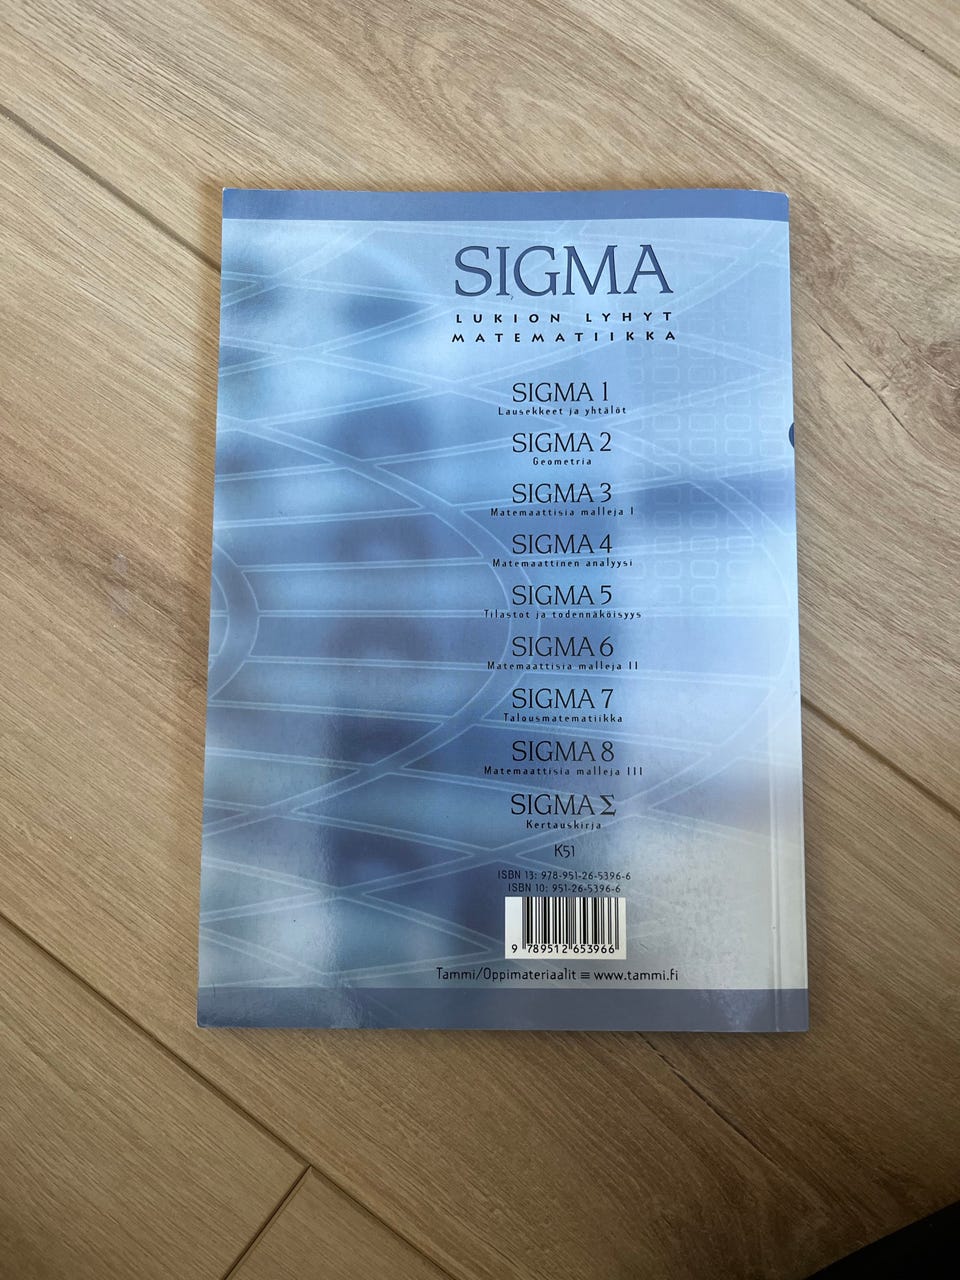 SIGMA
LUKION LYHYT
MATEMATIIKKA
SIGMA 1
Lausekkeet ja yhtälöt
SIGMA 2
Geometria
SIGMA 3
Matemaattisia malleja I
SIGMA 4
Matemaattinen analyysi
SIGMA 5
Tilastot ja todennäköisyys
SIGMA 6
Matemaattisia malleja II
SIGMA 7
Talousmatematiikka
SIGMA 8
Matemaattisia malleja III
SIGMA Σ
Kertauskirja
K51
ISBN 13: 978-951-26-5396-6
ISBN 10: 951-26-5396-6
9 789512 653966
Tammi/Oppimateriaalit ≡ www.tammi.fi